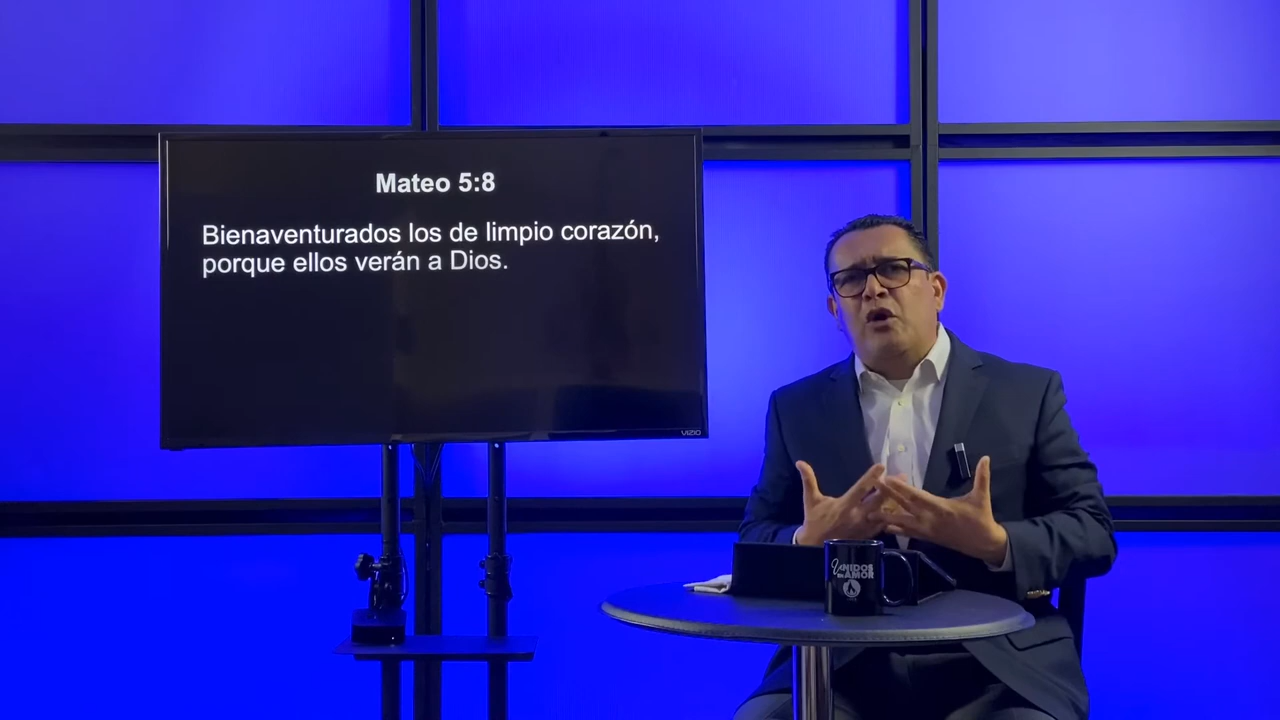 Mateo 5:8
Bienaventurados los de limpio corazón,
porque ellos verán a Dios.
VIZIO
UNIDOS
EN AMOR